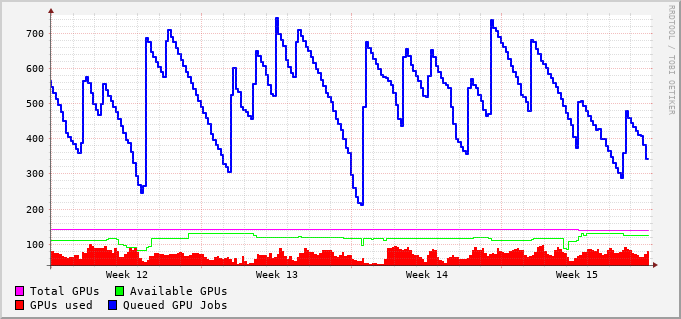 700
600
500
400
300
200
100
Week 12 Week 13 Week 14 Week 15
Total GPUs Available GPUs
GPUs used Queued GPU Jobs
RRDTOOL / TOBI OETIKER